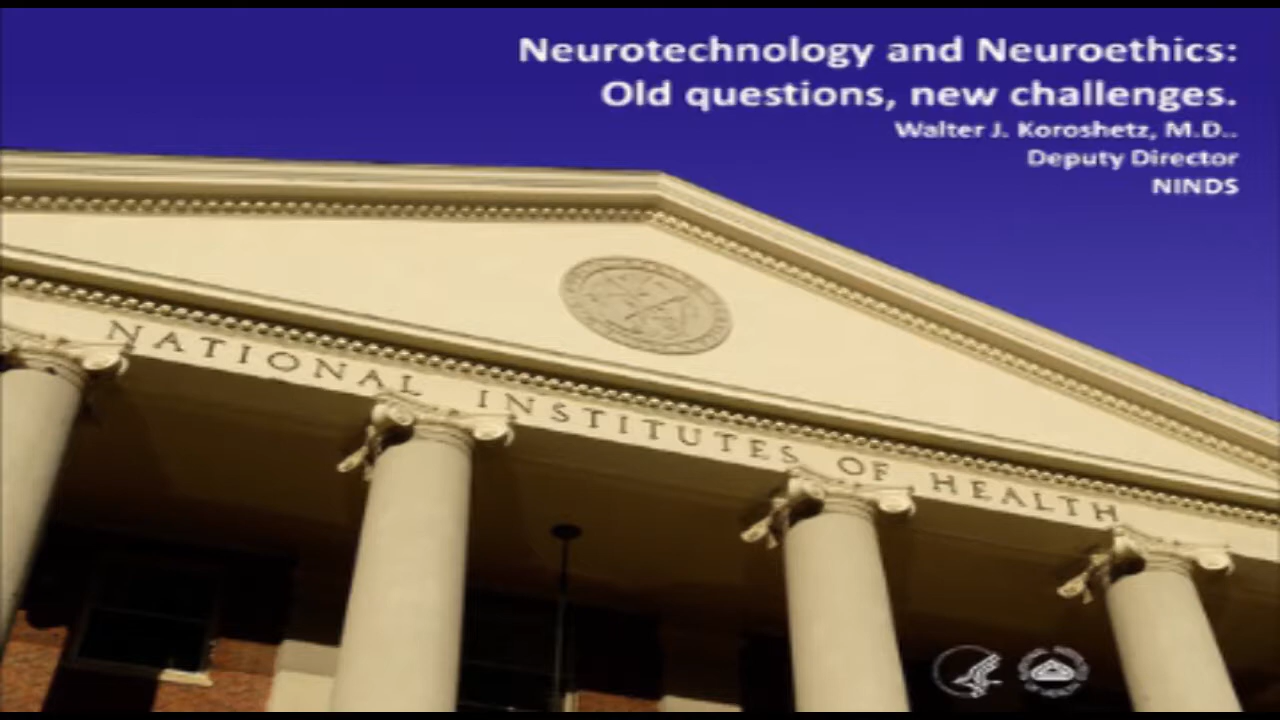 Neurotechnology and Neuroethics:
Old questions, new challenges.
Walter J. Koroshetz, M.D..
Deputy Director
NINDS
NATIONAL INSTITUTES OF HEALTH